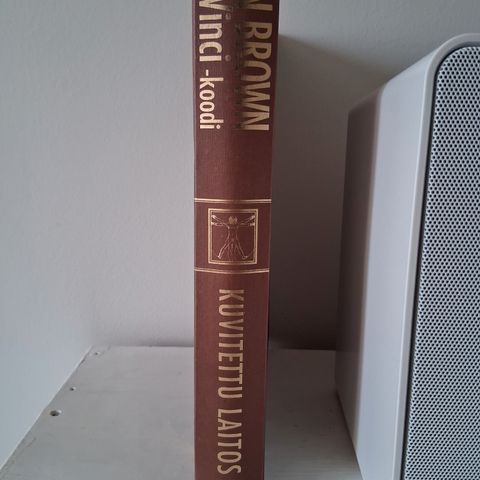 N BROWN
Vinci -koodi
KUVITETTU LAITOS